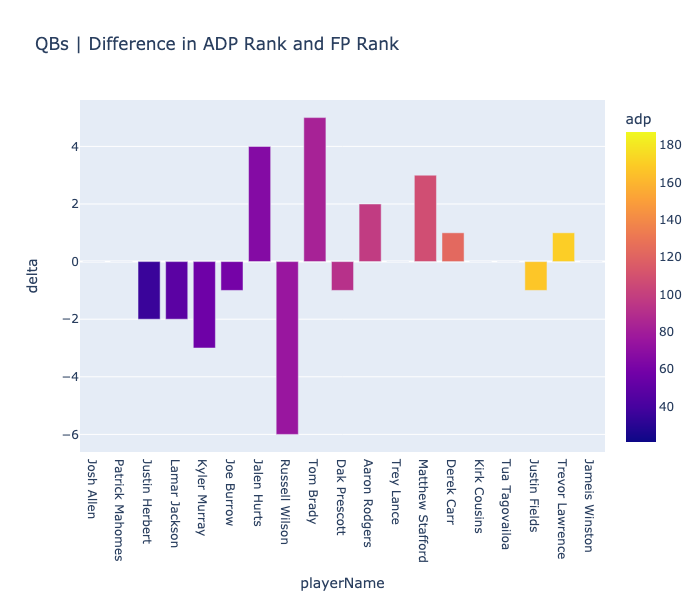 QBs | Difference in ADP Rank and FP Rank
adp
180
160
140
120
100
80
60
40
delta
4
2
0
−2
−4
−6
Josh Allen
Patrick Mahomes
Justin Herbert
Lamar Jackson
Kyler Murray
Joe Burrow
Jalen Hurts
Russell Wilson
Tom Brady
Dak Prescott
Aaron Rodgers
Trey Lance
Matthew Stafford
Derek Carr
Kirk Cousins
Tua Tagovailoa
Justin Fields
Trevor Lawrence
Jameis Winston
playerName